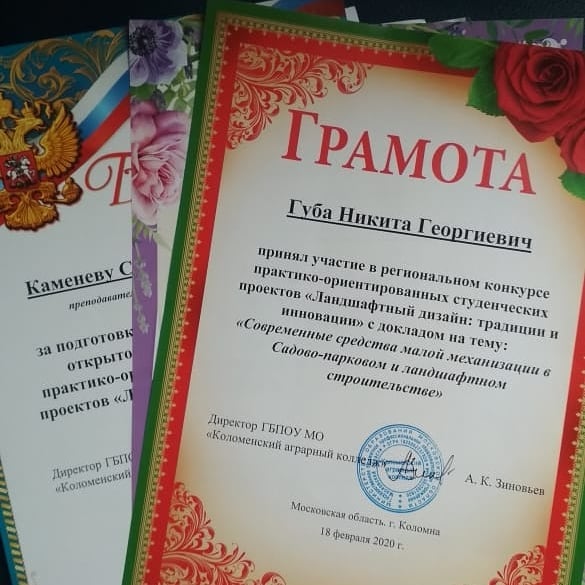 ГРАМОТА
Губа Никита Георгиевич
принял участие в региональном конкурсе
практико-ориентированных студенческих
проектов «Ландшафтный дизайн: традиции и
инновации» с докладом на тему:
«Современные средства малой механизации в
Садово-парковом и ландшафтном
строительстве»
Директор ГБПОУ МО
«Коломенский аграрный колледж»
А. К. Зиновьев
Московская область. г. Коломна
18 февраля 2020 г.
Б
Каменеву С
преподавател
за подготовк
открыто
практико-ор
проектов «Л
Директор ГБПО
«Коломенский